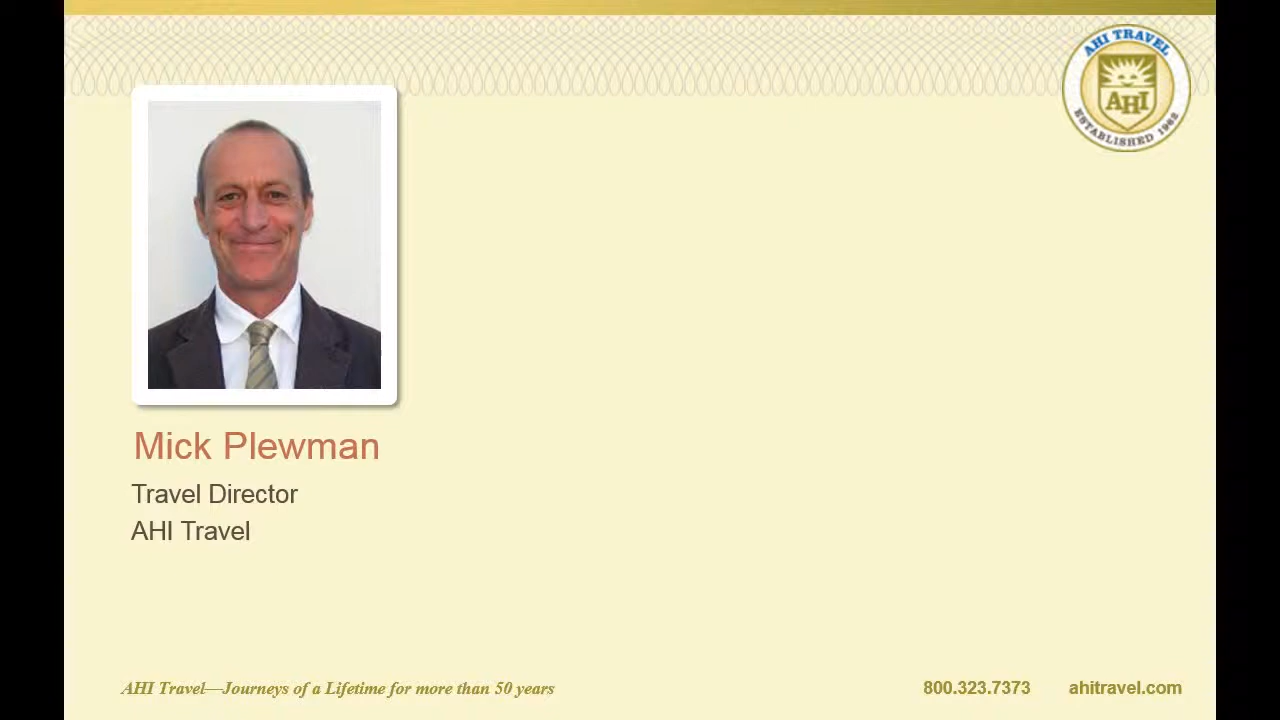 AHI TRAVEL
AHI
ESTABLISHED 1962
Mick Plewman
Travel Director
AHI Travel
AHI Travel—Journeys of a Lifetime for more than 50 years
800.323.7373
ahitravel.com